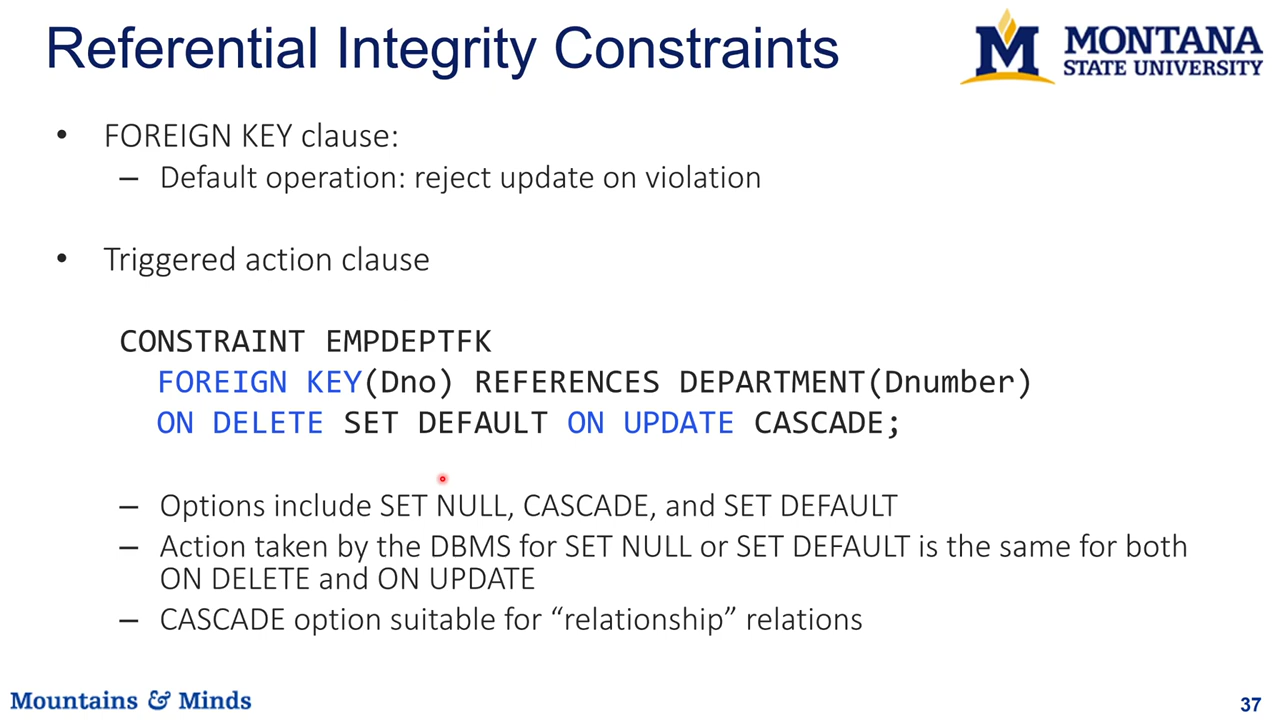 Referential Integrity Constraints
MONTANA
STATE UNIVERSITY
• FOREIGN KEY clause:
– Default operation: reject update on violation
• Triggered action clause
CONSTRAINT EMPDEPTFK
FOREIGN KEY(Dno) REFERENCES DEPARTMENT(Dnumber)
ON DELETE SET DEFAULT ON UPDATE CASCADE;
– Options include SET NULL, CASCADE, and SET DEFAULT
– Action taken by the DBMS for SET NULL or SET DEFAULT is the same for both
ON DELETE and ON UPDATE
– CASCADE option suitable for “relationship” relations
Mountains & Minds
37